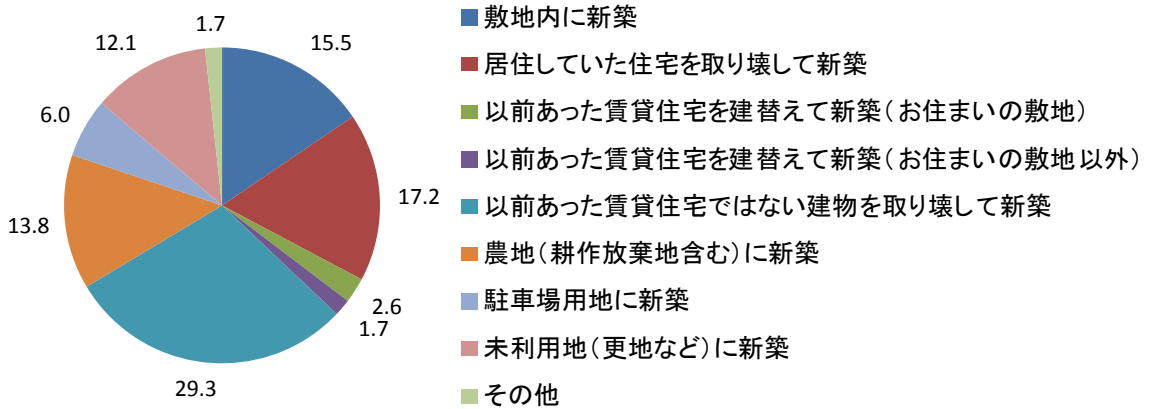 1.7
12.1
15.5
6.0
17.2
13.8
2.6
1.7
29.3
敷地内に新築
居住していた住宅を取り壊して新築
以前あった賃貸住宅を建替えて新築(お住まいの敷地)
以前あった賃貸住宅を建替えて新築(お住まいの敷地以外)
以前あった賃貸住宅ではない建物を取り壊して新築
農地(耕作放棄地含む)に新築
駐車場用地に新築
未利用地(更地など)に新築
その他